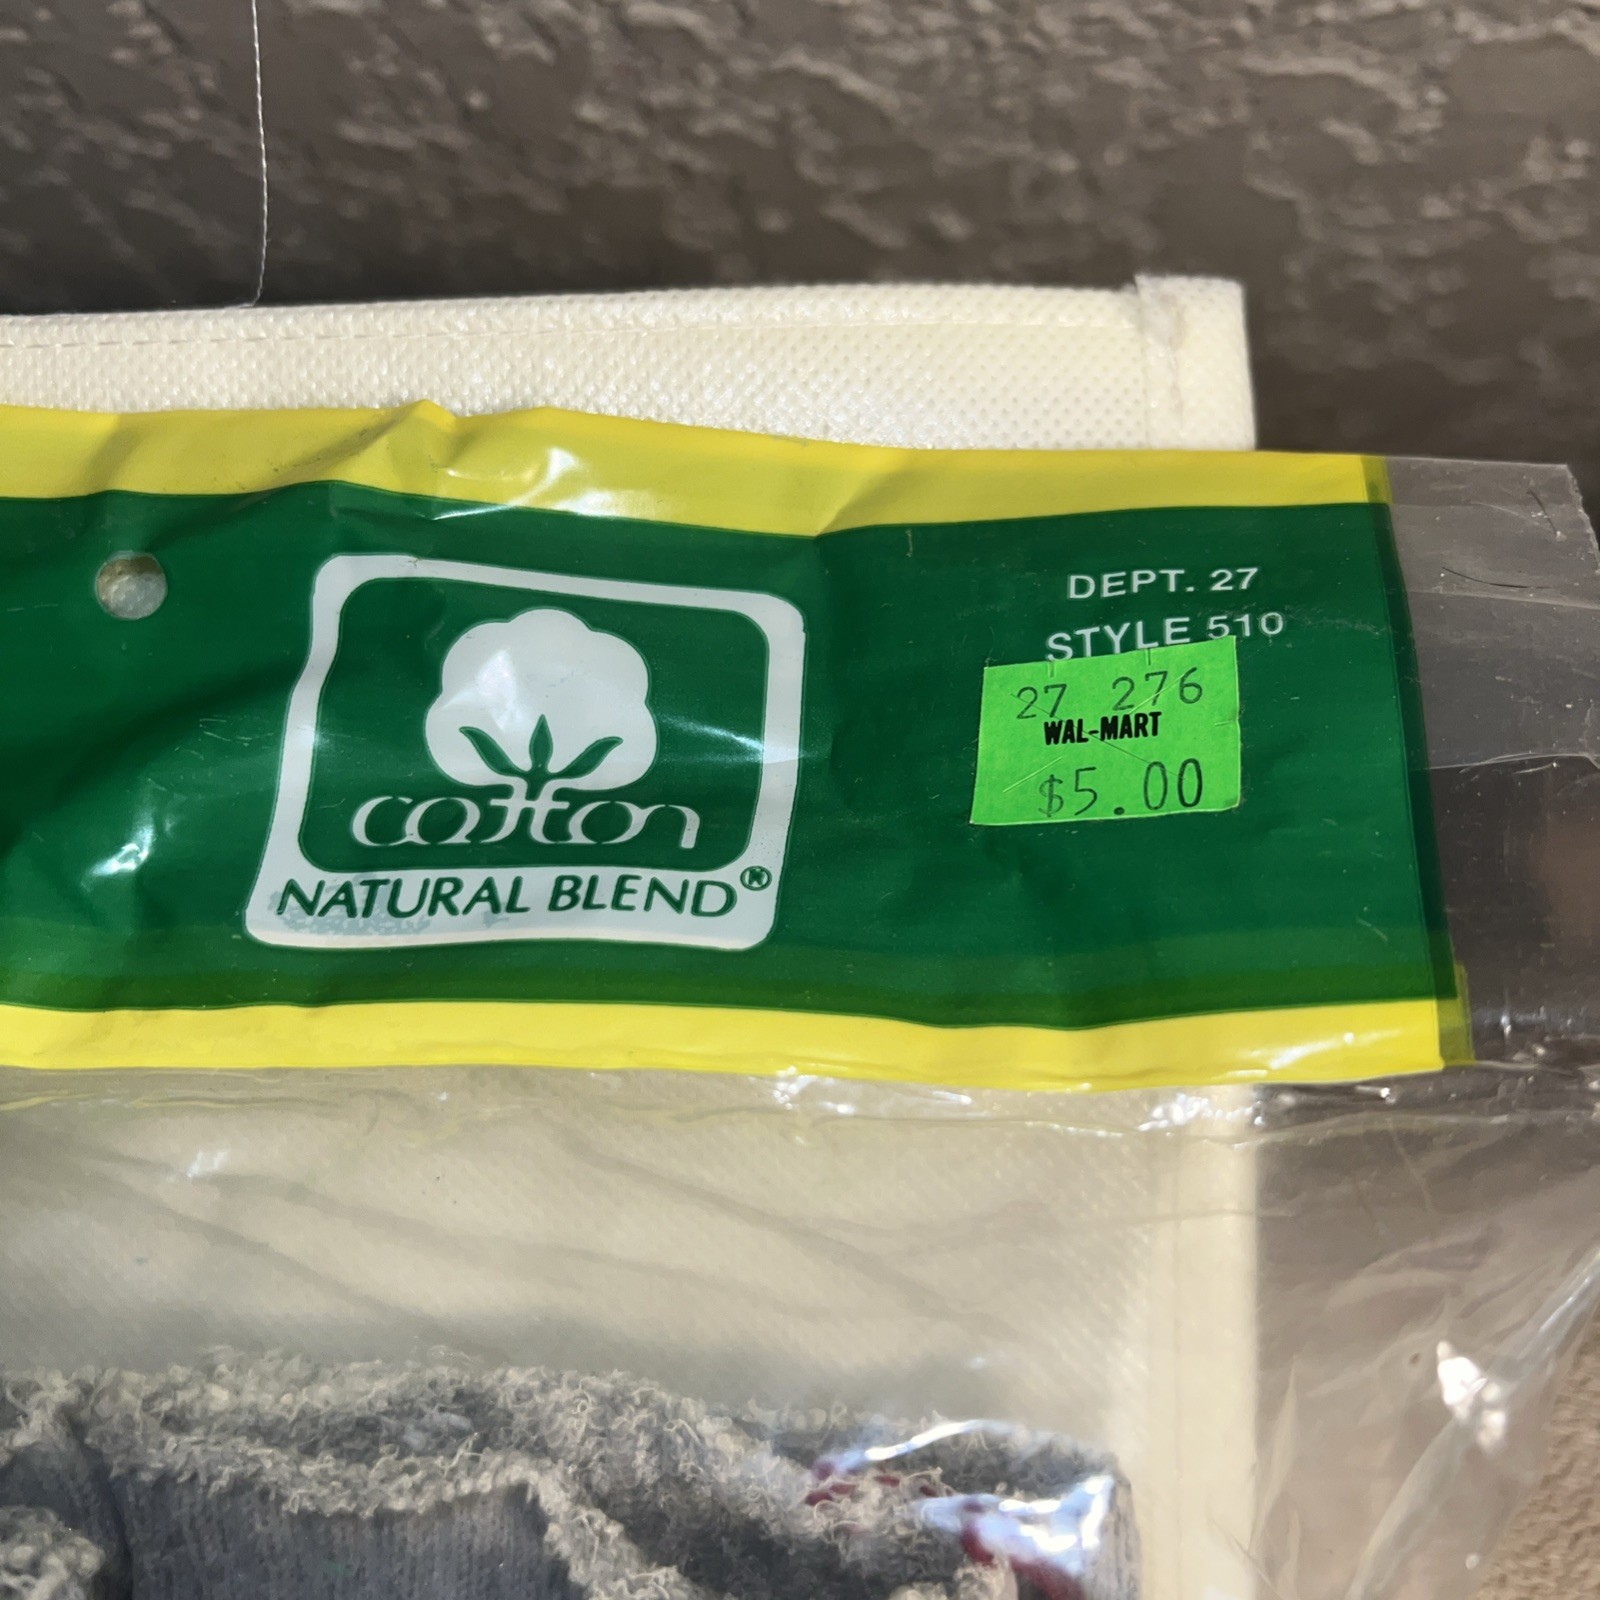 cotton
NATURAL BLEND®
DEPT. 27
STYLE 510
27 276
WAL-MART
$5.00